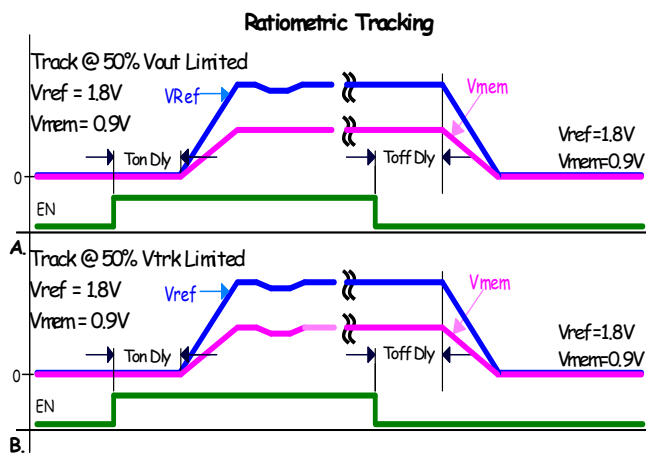 Ratiometric Tracking
Track @ 50% Vout Limited
Vref = 1.8V
Vmem = 0.9V
VRef
Vmem
Vref=1.8V
Vmem=0.9V
Ton Dly
Toff Dly
0
EN
A.
Track @ 50% Vtrk Limited
Vref = 1.8V
Vmem = 0.9V
Vref
Vmem
Vref=1.8V
Vmem=0.9V
Ton Dly
Toff Dly
0
EN
B.